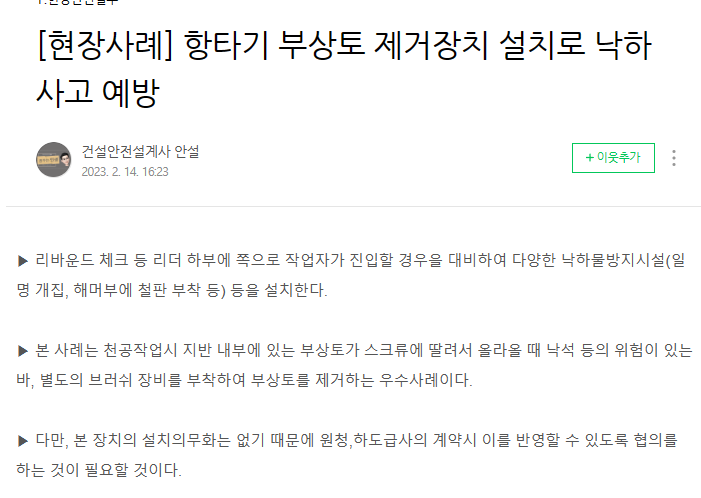 [현장사례] 항타기 부상토 제거장치 설치로 낙하
사고 예방
건설안전설계사 안설
2023. 2. 14. 16:23
+ 이웃추가
▶ 리바운드 체크 등 리더 하부에 쪽으로 작업자가 진입할 경우을 대비하여 다양한 낙하물방지시설(일
명 개집, 해머부에 철판 부착 등) 등을 설치한다.
▶ 본 사례는 천공작업시 지반 내부에 있는 부상토가 스크류에 딸려서 올라올 때 낙석 등의 위험이 있는
바, 별도의 브러쉬 장비를 부착하여 부상토를 제거하는 우수사례이다.
▶ 다만, 본 장치의 설치의무화는 없기 때문에 원청,하도급사의 계약시 이를 반영할 수 있도록 협의를
하는 것이 필요할 것이다.